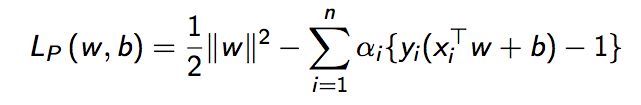 L_P(w, b) = \frac{1}{2}\|w\|^2 - \sum_{i=1}^{n} \alpha_i\{y_i(x_i^\top w + b) - 1\}